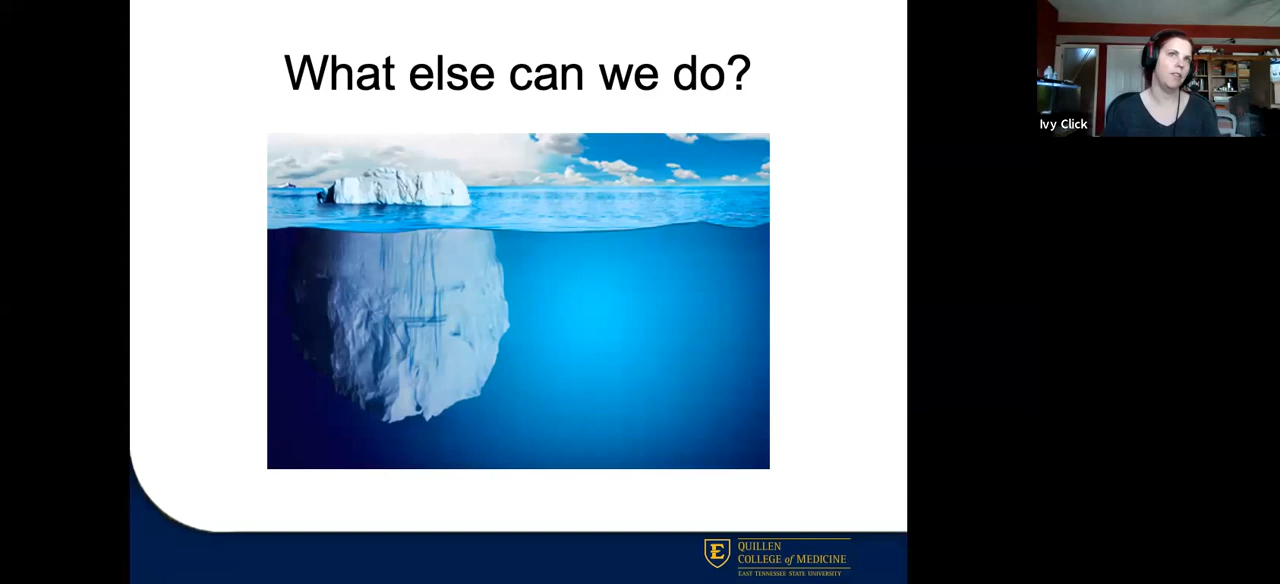 What else can we do?
Ivy Click
QUILLEN
COLLEGE of MEDICINE
EAST TENNESSEE STATE UNIVERSITY